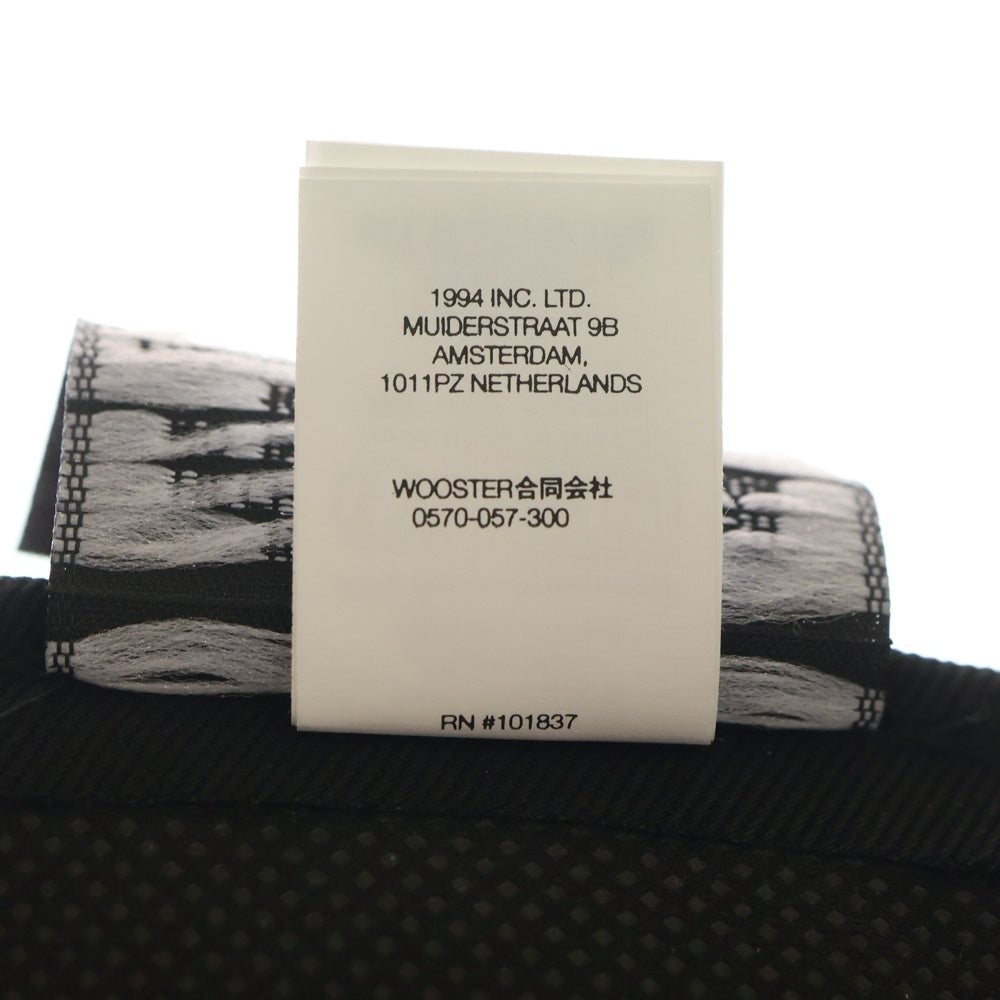 1994 INC. LTD.
MUIDERSTRAAT 9B
AMSTERDAM,
1011PZ NETHERLANDS
WOOSTER合同会社
0570-057-300
RN #101837